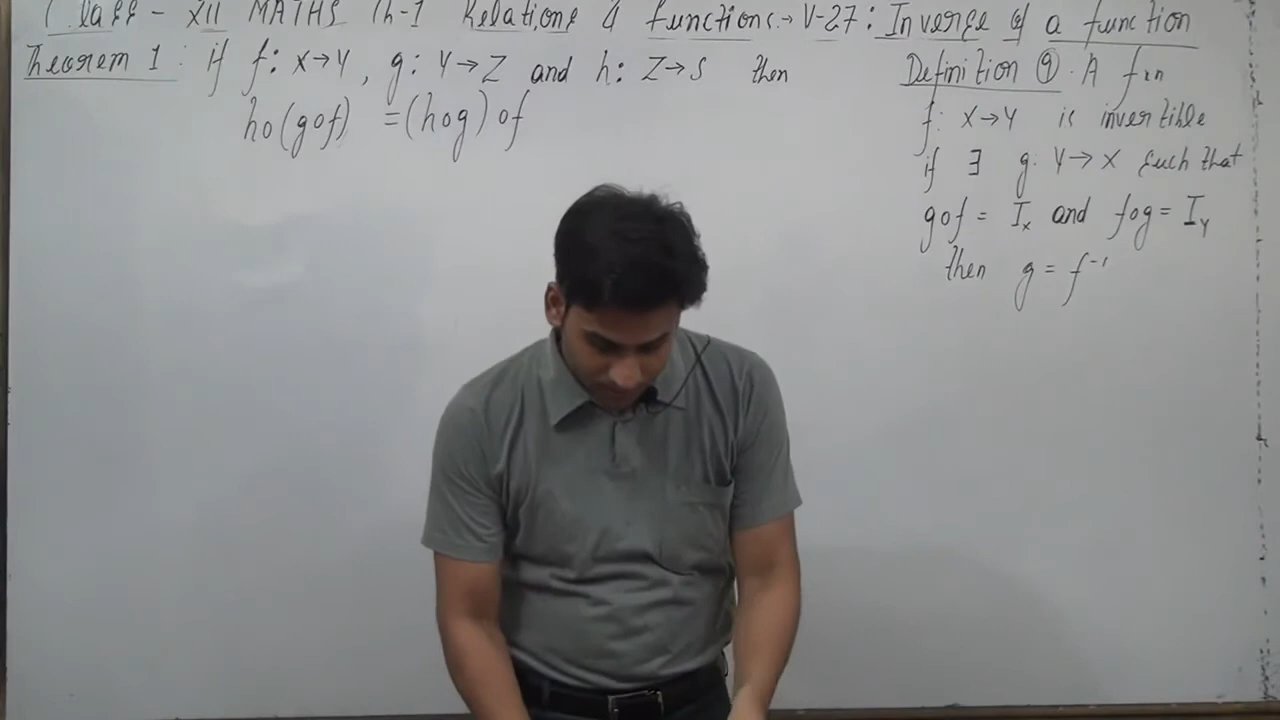 Class - XII MATHS Ch-1 Relations & functions → V-27: Inverse of a function
Theorem 1: if f: X→Y, g: Y→Z and h: Z→S then
ho(gof) = (hog)of
Definition 9. A fxn
f: X→Y is invertible
if ∃ g: Y→X such that
gof = Iₓ and fog = Iᵧ
then g = f⁻¹